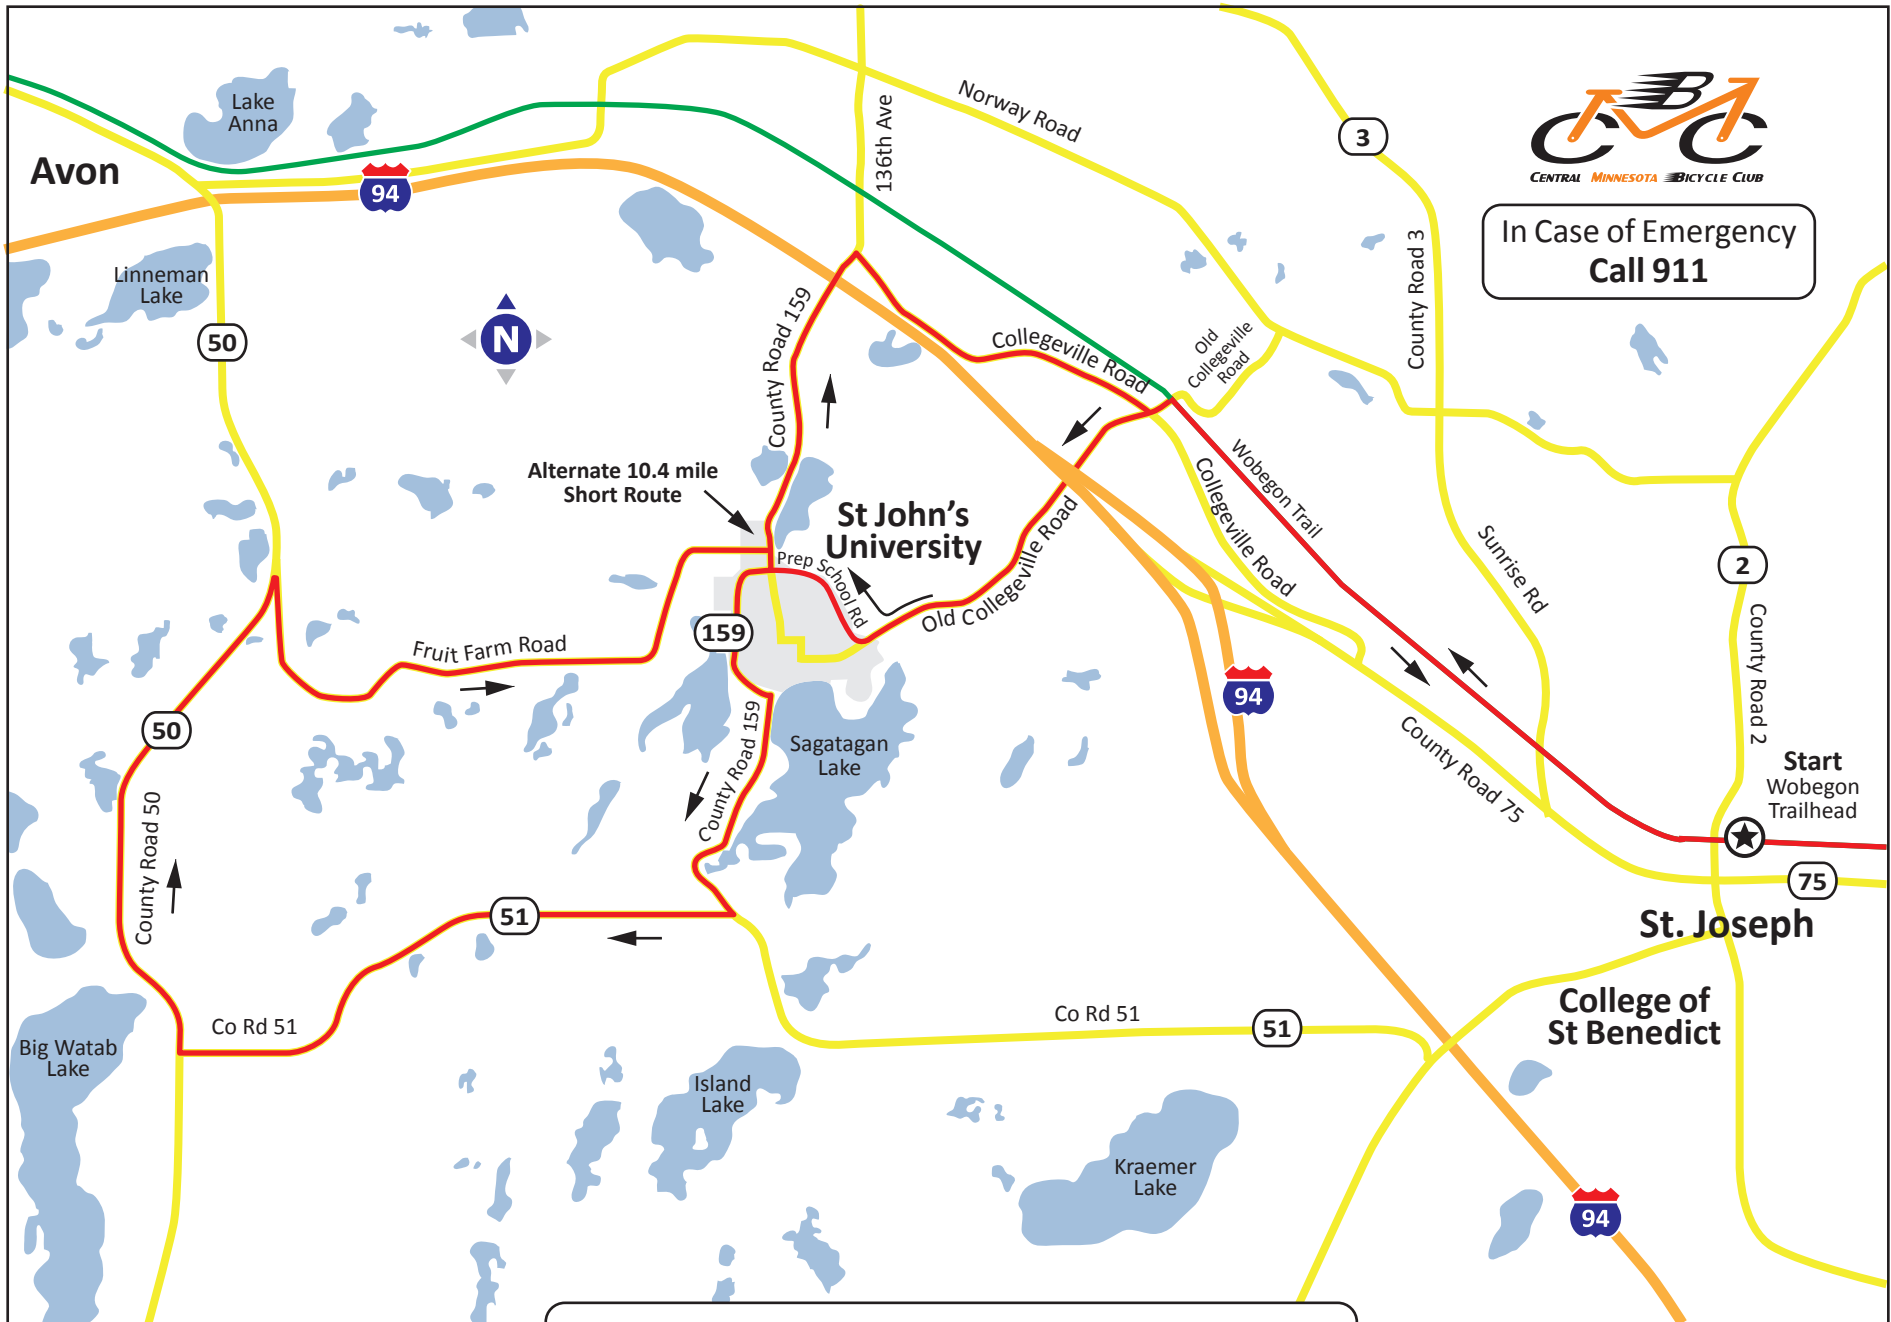 Lake
Anna
Avon
94
Norway Road
136th Ave
3
CENTRAL MINNESOTA BICYCLE CLUB
In Case of Emergency
Call 911
Linneman
Lake
50
N
County Road 159
Collegeville Road
Old
Collegeville
Road
County Road 3
Alternate 10.4 mile
Short Route
St John's
University
Prep School Rd
Old Collegeville Road
Collegeville Road
Wobegon Trail
Sunrise Rd
2
County Road 2
159
Fruit Farm Road
50
94
County Road 159
Sagatagan
Lake
County Road 75
Start
Wobegon
Trailhead
County Road 50
51
75
St. Joseph
College of
St Benedict
Co Rd 51
Co Rd 51
51
Big Watab
Lake
Island
Lake
Kraemer
Lake
94